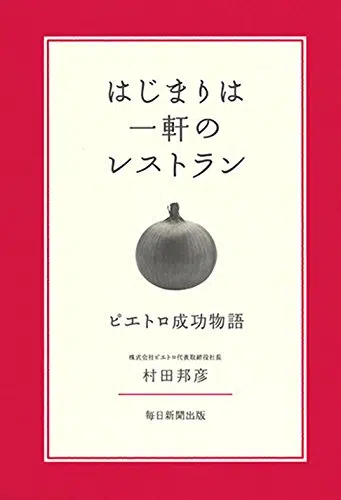 はじまりは
一軒の
レストラン
ピエトロ成功物語
株式会社ピエトロ代表取締役社長
村田邦彦
毎日新聞出版